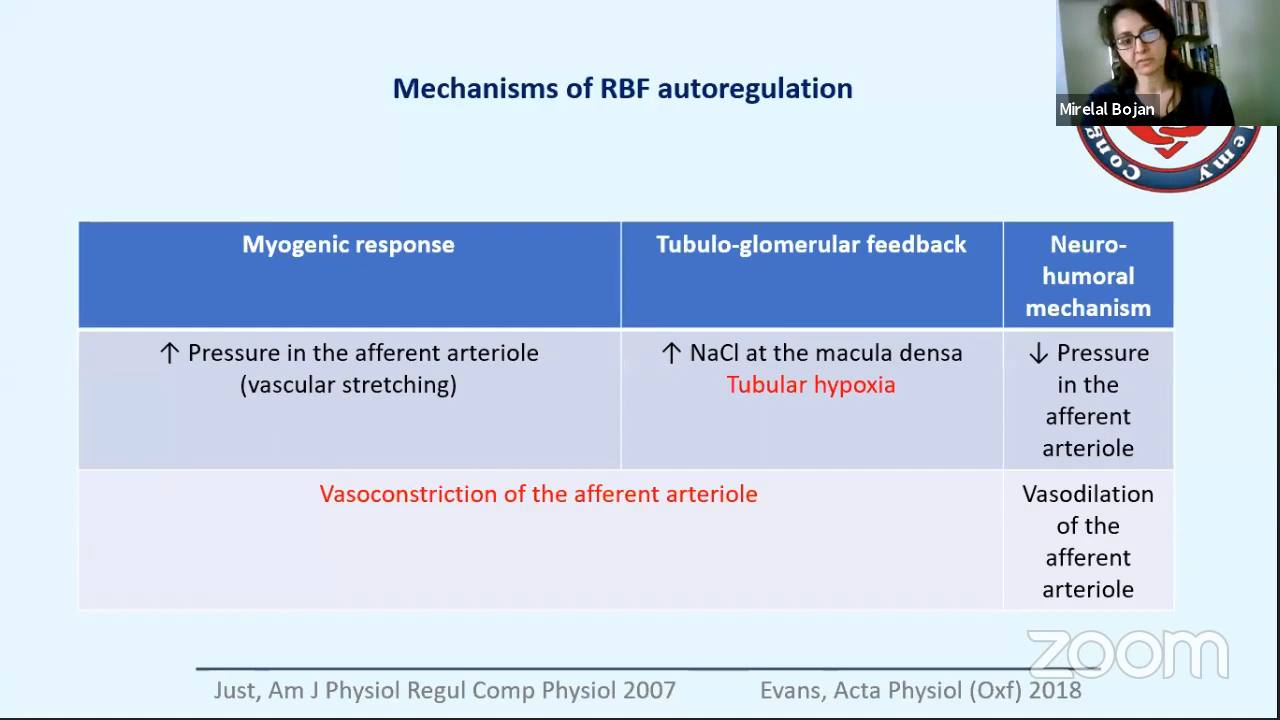 Mechanisms of RBF autoregulation
Mirelal Bojan
Myogenic response
Tubulo-glomerular feedback
Neuro-
humoral
mechanism
↑ Pressure in the afferent arteriole
(vascular stretching)
↑ NaCl at the macula densa
Tubular hypoxia
↓ Pressure
in the
afferent
arteriole
Vasoconstriction of the afferent arteriole
Vasodilation
of the
afferent
arteriole
zoom
Just, Am J Physiol Regul Comp Physiol 2007
Evans, Acta Physiol (Oxf) 2018